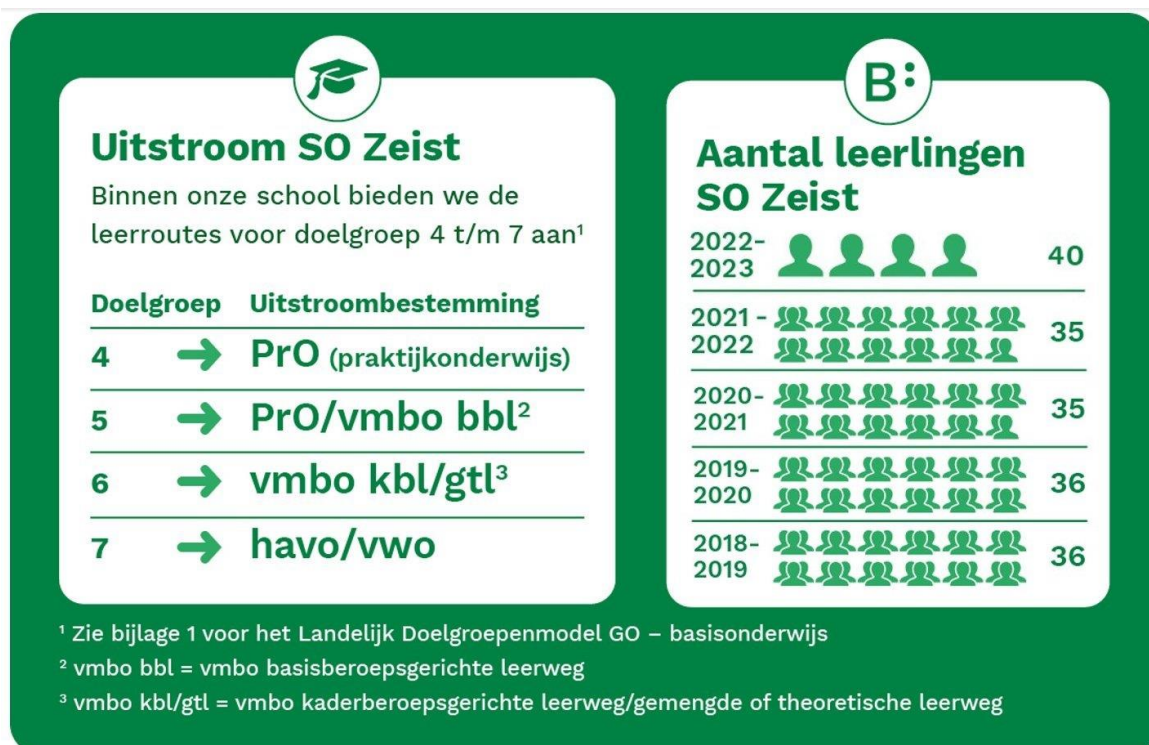 Uitstroom SO Zeist
Binnen onze school bieden we de
leerroutes voor doelgroep 4 t/m 7 aan¹
Doelgroep Uitstroombestemming
4 → PrO (praktijkonderwijs)
5 → PrO/vmbo bbl²
6 → vmbo kbl/gtl³
7 → havo/vwo
B:
Aantal leerlingen
SO Zeist
2022-
2023 40
2021 -
2022 35
2020-
2021 35
2019-
2020 36
2018-
2019 36
¹ Zie bijlage 1 voor het Landelijk Doelgroepenmodel GO – basisonderwijs
² vmbo bbl = vmbo basisberoepsgerichte leerweg
³ vmbo kbl/gtl = vmbo kaderberoepsgerichte leerweg/gemengde of theoretische leerweg